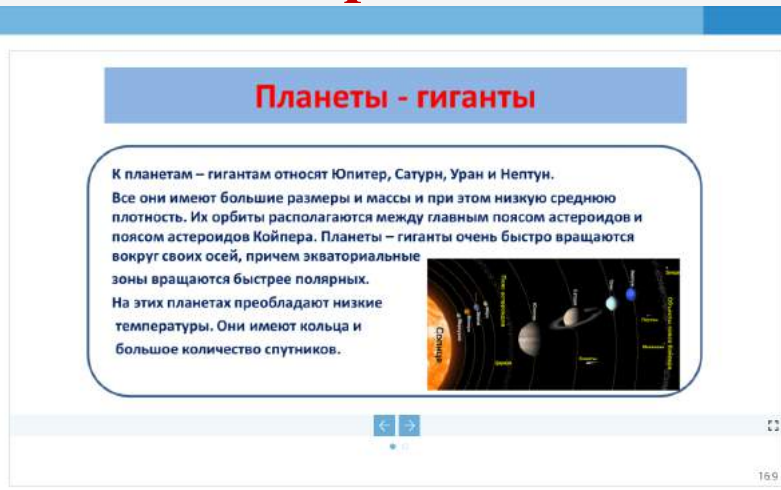 Планеты - гиганты
К планетам – гигантам относят Юпитер, Сатурн, Уран и Нептун.
Все они имеют большие размеры и массы и при этом низкую среднюю
плотность. Их орбиты располагаются между главным поясом астероидов и
поясом астероидов Койпера. Планеты – гиганты очень быстро вращаются
вокруг своих осей, причем экваториальные
зоны вращаются быстрее полярных.
На этих планетах преобладают низкие
температуры. Они имеют кольца и
большое количество спутников.
Солнце
16:9